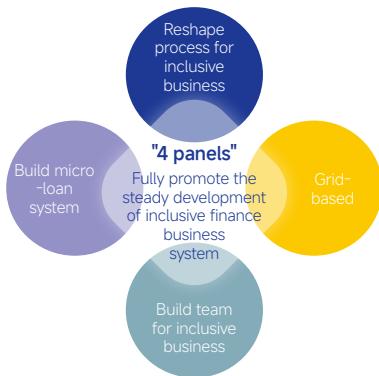 Reshape
process for
inclusive
business
"4 panels"
Fully promote the
steady development
of inclusive finance
business
system
Build micro
-loan
system
Grid-
based
Build team
for inclusive
business